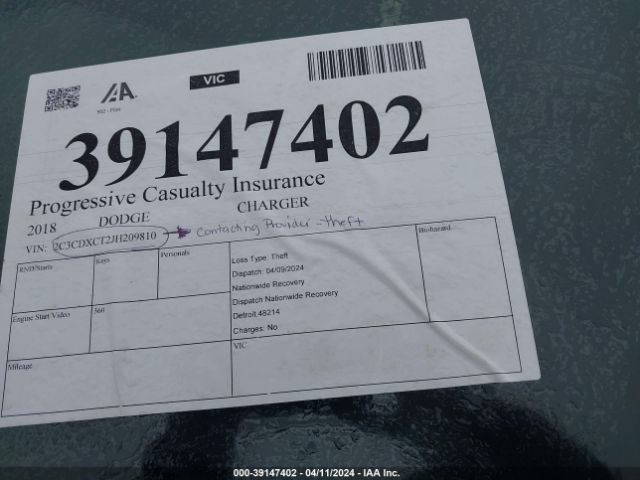 IAA
VIC
39147402
Progressive Casualty Insurance
2018 DODGE CHARGER
VIN: 2C3CDXCT2JH209810 → Contacting Provider - theft
RND/Starts Keys Personals
Loss Type: Theft
Dispatch: 04/09/2024
Nationwide Recovery
Dispatch Nationwide Recovery
Detroit,48214
Charges: No
Biohazard
Engine Start Video 360
Mileage
VIC
000-39147402 - 04/11/2024 - IAA Inc.